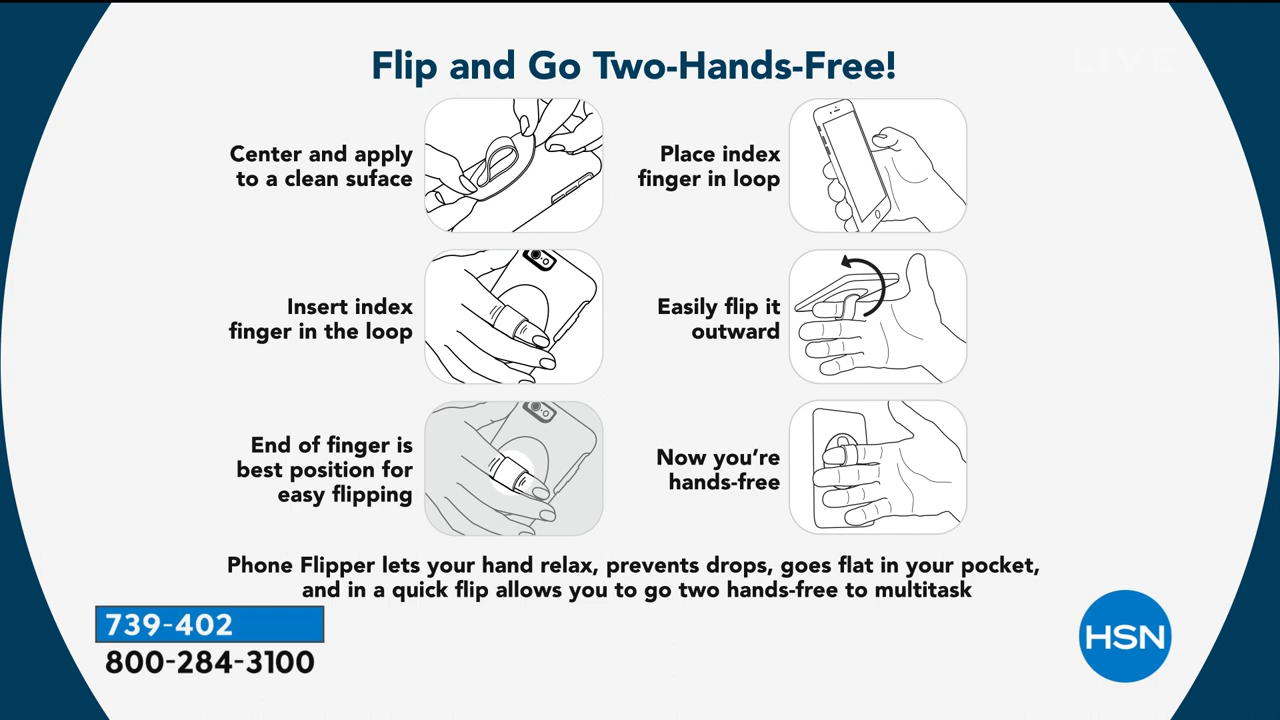 LIVE
Flip and Go Two-Hands-Free!
Center and apply
to a clean suface
Place index
finger in loop
Insert index
finger in the loop
Easily flip it
outward
End of finger is
best position for
easy flipping
Now you're
hands-free
Phone Flipper lets your hand relax, prevents drops, goes flat in your pocket,
and in a quick flip allows you to go two hands-free to multitask
739-402
800-284-3100
HSN